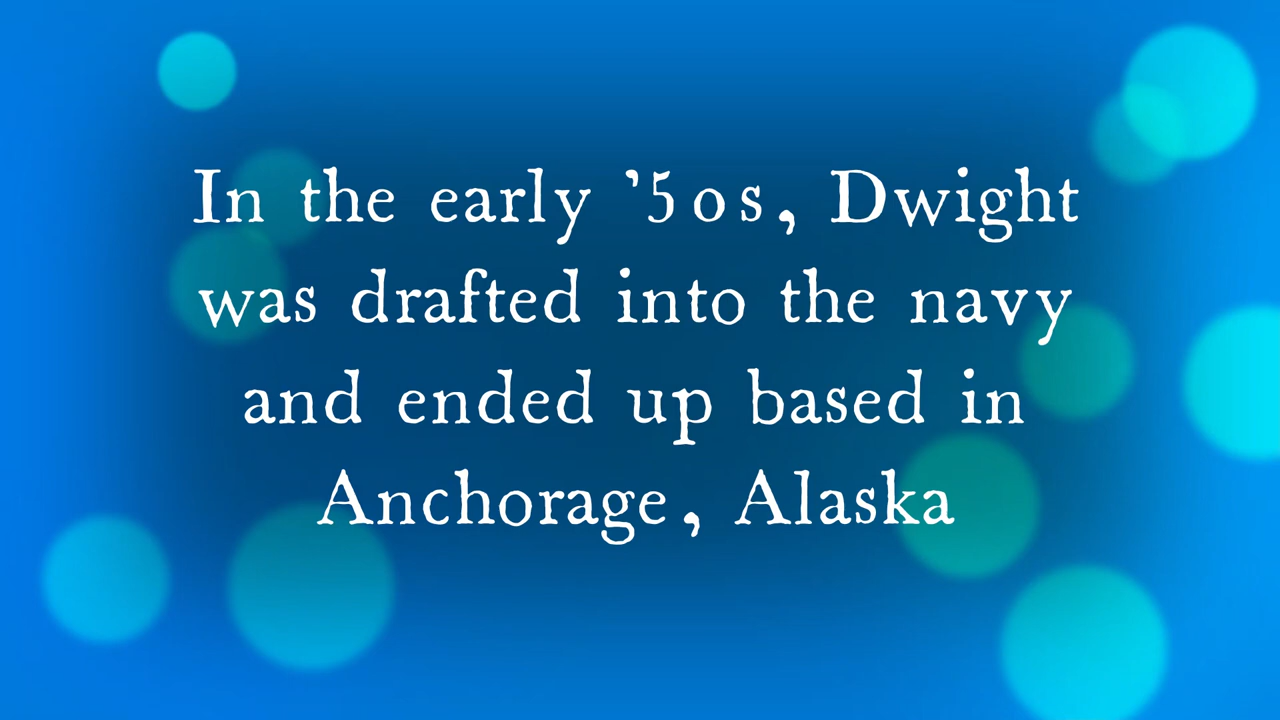 In the early ’50s, Dwight
was drafted into the navy
and ended up based in
Anchorage, Alaska